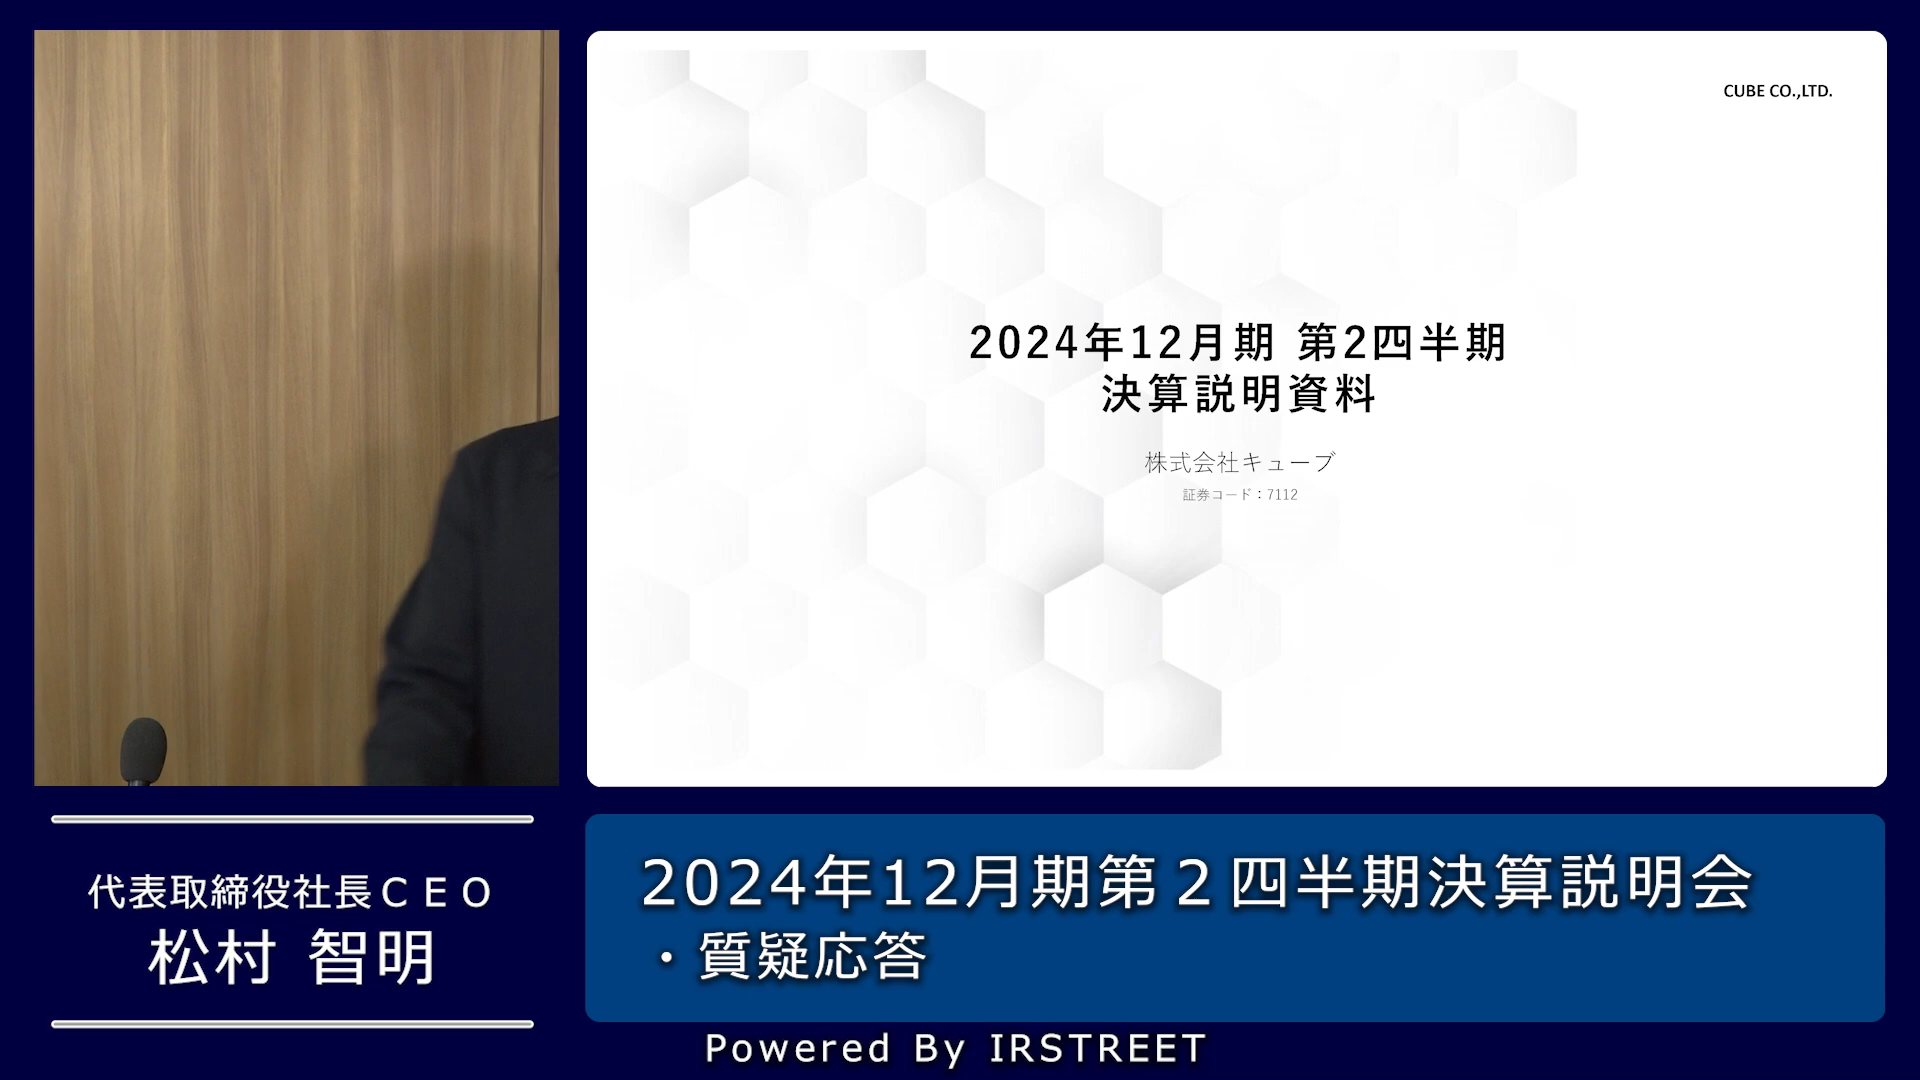 CUBE CO.,LTD.
2024年12月期 第2四半期
決算説明資料
株式会社キューブ
証券コード：7112
代表取締役社長ＣＥＯ
松村 智明
2024年12月期第２四半期決算説明会
・質疑応答
Powered By IRSTREET